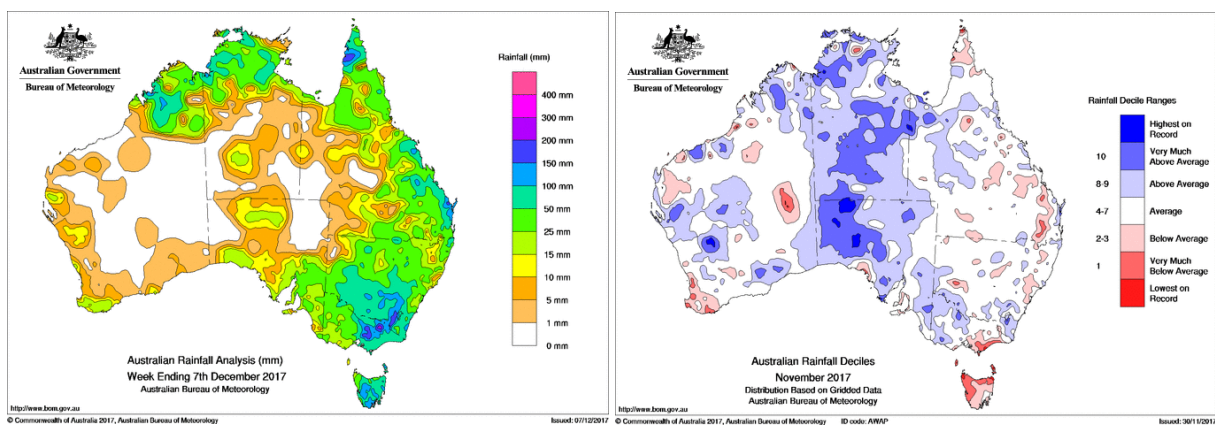 Australian Government
Bureau of Meteorology
Rainfall (mm)
400 mm
300 mm
200 mm
150 mm
100 mm
50 mm
25 mm
15 mm
10 mm
5 mm
1 mm
0 mm
Australian Rainfall Analysis (mm)
Week Ending 7th December 2017
Australian Bureau of Meteorology
http://www.bom.gov.au
© Commonwealth of Australia 2017, Australian Bureau of Meteorology
Issued: 07/12/2017
Australian Government
Bureau of Meteorology
Rainfall Decile Ranges
Highest on
Record
10 Very Much
Above Average
8-9 Above Average
4-7 Average
2-3 Below Average
1 Very Much
Below Average
Lowest on
Record
Australian Rainfall Deciles
November 2017
Distribution Based on Gridded Data
Australian Bureau of Meteorology
http://www.bom.gov.au
© Commonwealth of Australia 2017, Australian Bureau of Meteorology
ID code: AWAP
Issued: 30/11/2017